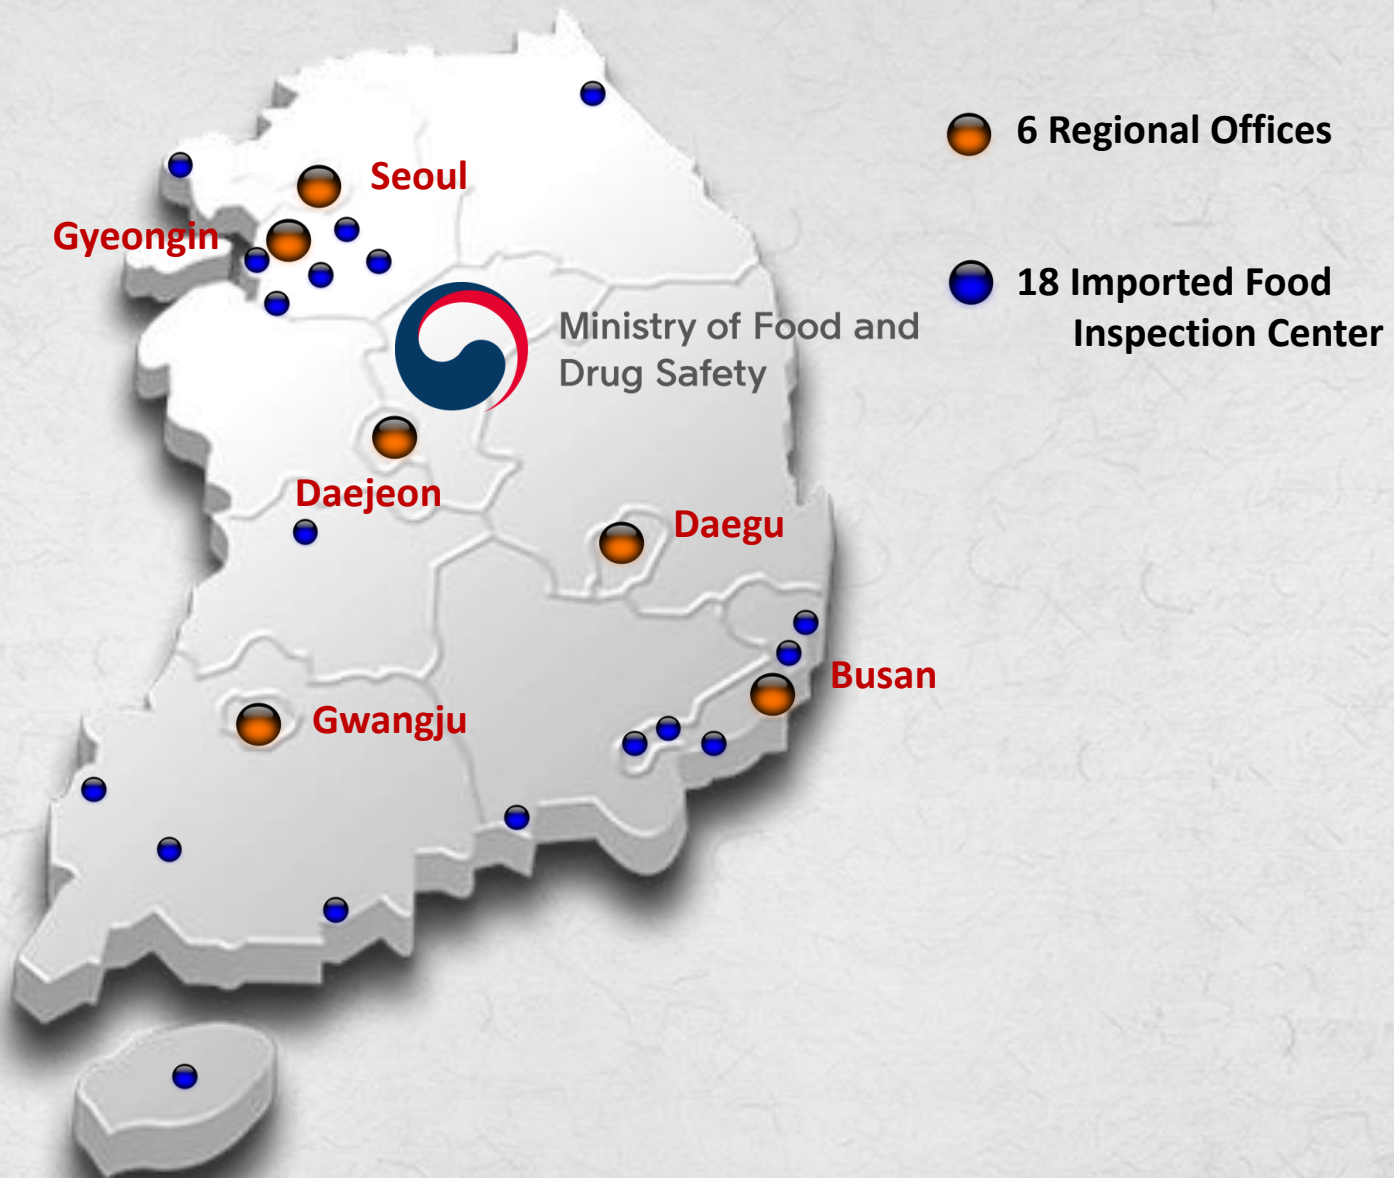 6 Regional Offices
Seoul
Gyeongin
18 Imported Food
Inspection Center
Ministry of Food and
Drug Safety
Daejeon
Daegu
Busan
Gwangju